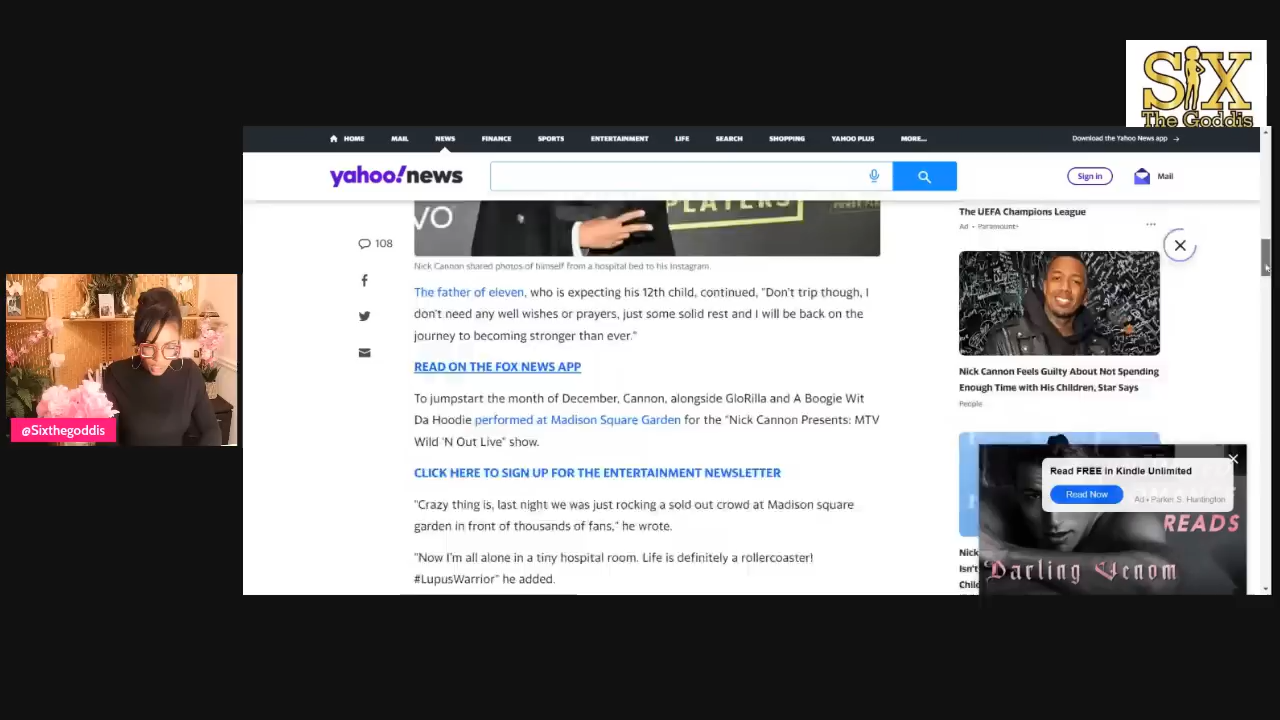 SiX
The Goddis
HOME MAIL NEWS FINANCE SPORTS ENTERTAINMENT LIFE SEARCH SHOPPING YAHOO PLUS MORE... Download the Yahoo News app →
yahoo!news
Sign in
Mail
VO
PLAYERS
108
Nick Cannon shared photos of himself from a hospital bed to his Instagram.
The father of eleven, who is expecting his 12th child, continued, "Don't trip though, I
don't need any well wishes or prayers, just some solid rest and I will be back on the
journey to becoming stronger than ever."
READ ON THE FOX NEWS APP
To jumpstart the month of December, Cannon, alongside GloRilla and A Boogie Wit
Da Hoodie performed at Madison Square Garden for the "Nick Cannon Presents: MTV
Wild 'N Out Live" show.
CLICK HERE TO SIGN UP FOR THE ENTERTAINMENT NEWSLETTER
"Crazy thing is, last night we was just rocking a sold out crowd at Madison square
garden in front of thousands of fans," he wrote.
"Now I'm all alone in a tiny hospital room. Life is definitely a rollercoaster!
#LupusWarrior" he added.
The UEFA Champions League
Ad • Paramount+
Nick Cannon Feels Guilty About Not Spending
Enough Time with His Children, Star Says
People
Nick
Isn't
Child
Read FREE in Kindle Unlimited
Read Now
Ad • Parker S. Huntington
READS
Darling Venom
@Sixthegoddis